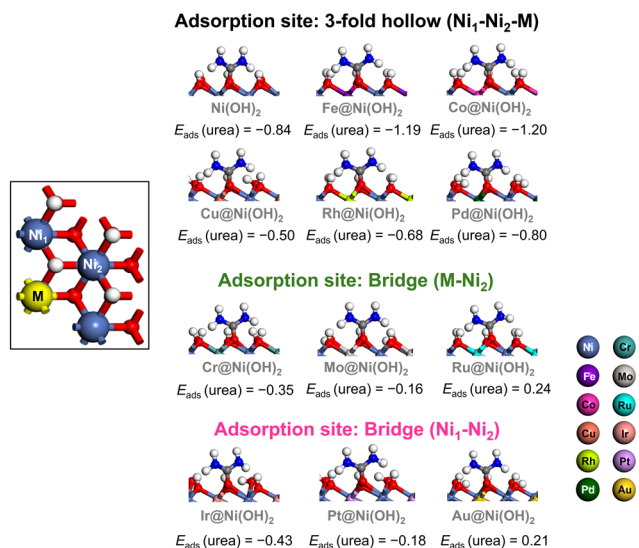 Adsorption site: 3-fold hollow (Ni₁-Ni₂-M)
Ni(OH)₂ Fe@Ni(OH)₂ Co@Ni(OH)₂
Eads (urea) = −0.84 Eads (urea) = −1.19 Eads (urea) = −1.20
Cu@Ni(OH)₂ Rh@Ni(OH)₂ Pd@Ni(OH)₂
Eads (urea) = −0.50 Eads (urea) = −0.68 Eads (urea) = −0.80
Ni₁
Ni₂
M
Adsorption site: Bridge (M-Ni₂)
Cr@Ni(OH)₂ Mo@Ni(OH)₂ Ru@Ni(OH)₂
Eads (urea) = −0.35 Eads (urea) = −0.16 Eads (urea) = 0.24
Adsorption site: Bridge (Ni₁-Ni₂)
Ir@Ni(OH)₂ Pt@Ni(OH)₂ Au@Ni(OH)₂
Eads (urea) = −0.43 Eads (urea) = −0.18 Eads (urea) = 0.21
Ni Cr
Fe Mo
Co Ru
Cu Ir
Rh Pt
Pd Au